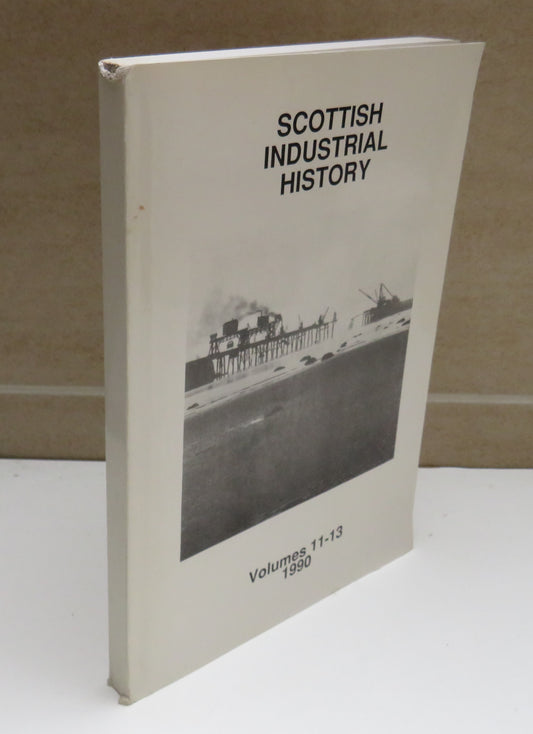 SCOTTISH
INDUSTRIAL
HISTORY
Volumes 11-13
1990